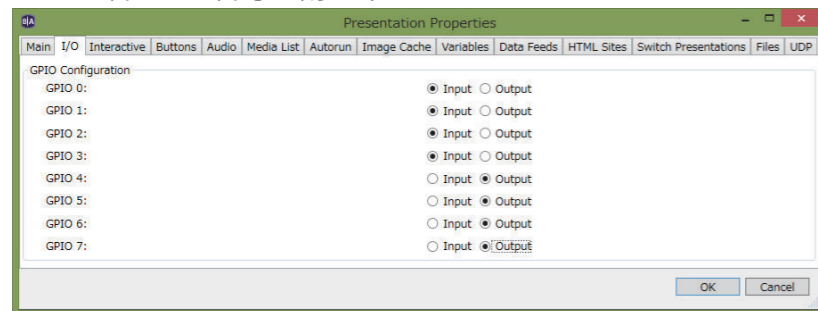 B|A
Presentation Properties
Main I/O Interactive Buttons Audio Media List Autorun Image Cache Variables Data Feeds HTML Sites Switch Presentations Files UDP
GPIO Configuration
GPIO 0: Input Output
GPIO 1: Input Output
GPIO 2: Input Output
GPIO 3: Input Output
GPIO 4: Input Output
GPIO 5: Input Output
GPIO 6: Input Output
GPIO 7: Input Output
OK Cancel